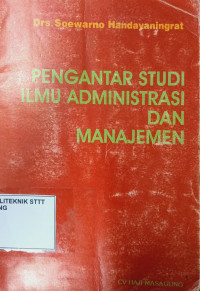 Drs Soewarno Handayaningrat
PENGANTAR STUDI
ILMU ADMINISTRASI
DAN
MANAJEMEN
LITEKNIK STTT
NG
CV HAJI MASAGUNG